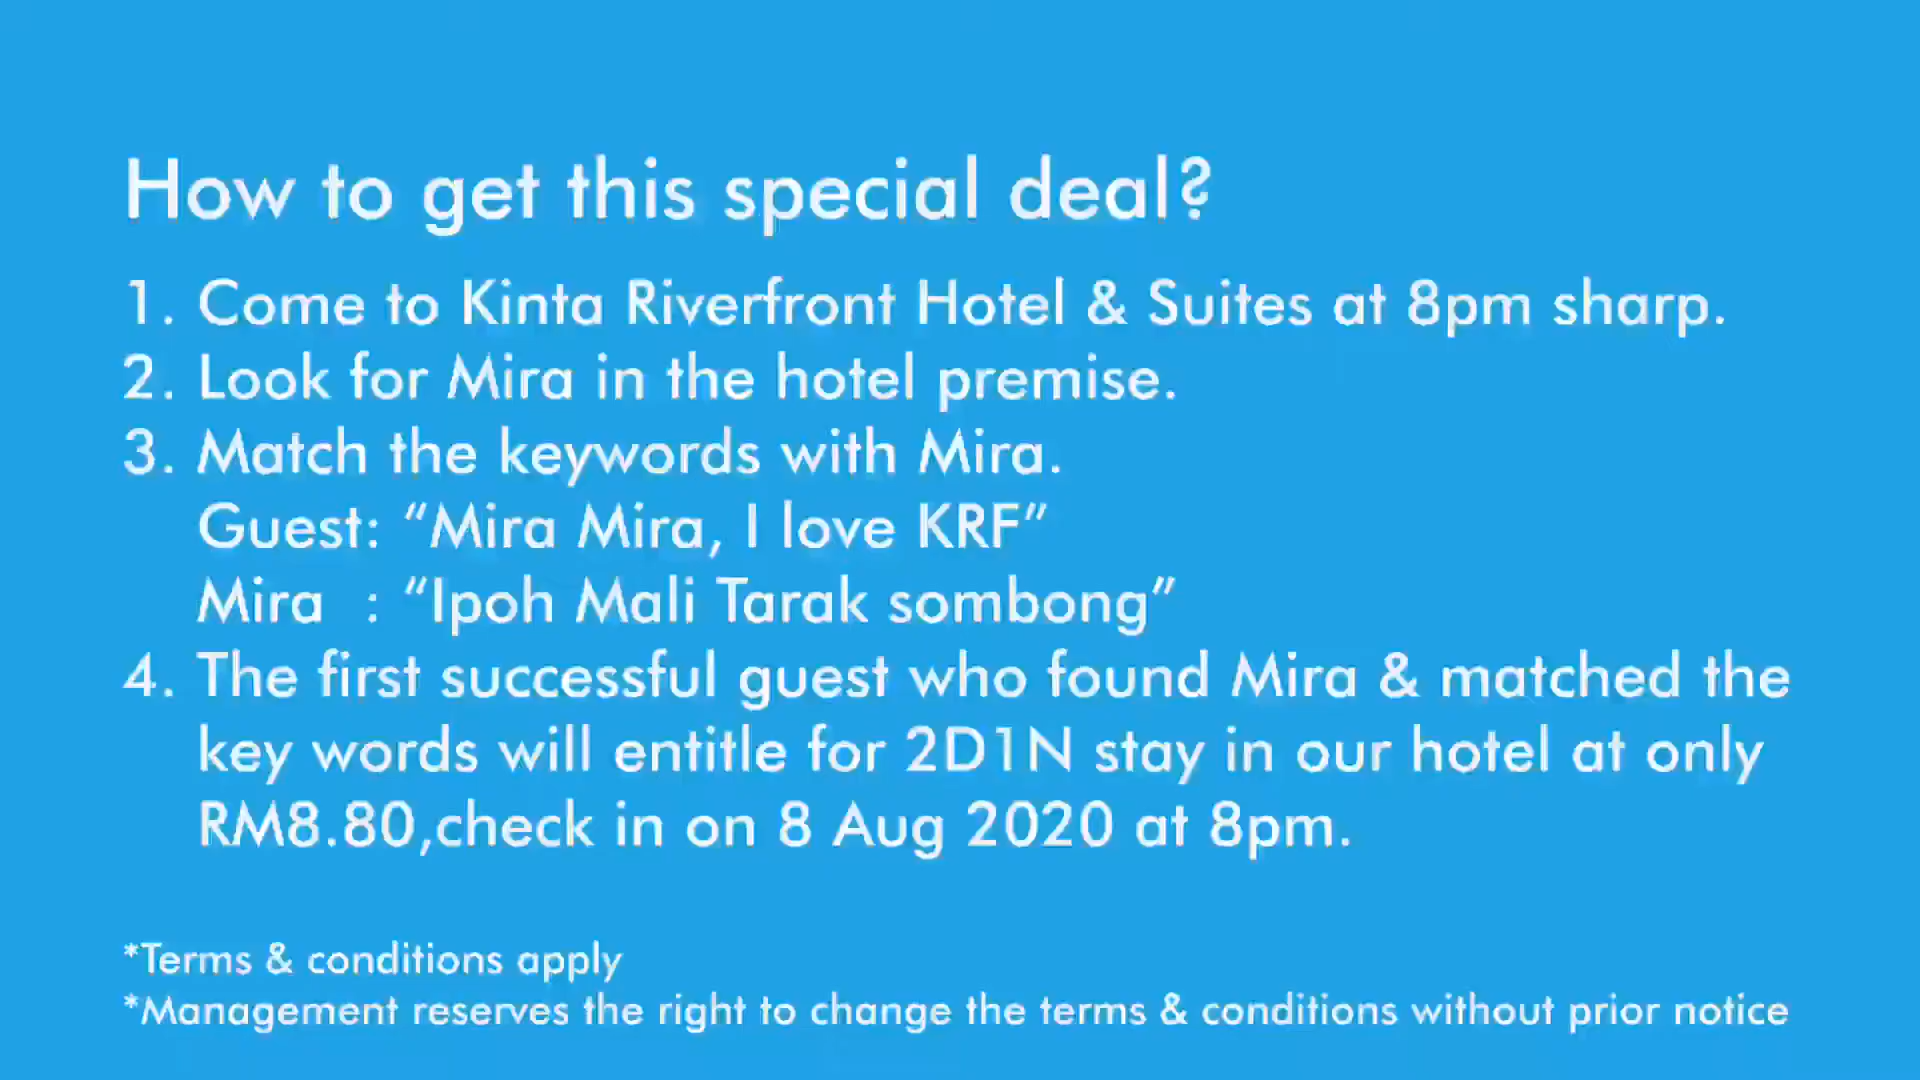 How to get this special deal?
1. Come to Kinta Riverfront Hotel & Suites at 8pm sharp.
2. Look for Mira in the hotel premise.
3. Match the keywords with Mira.
Guest: “Mira Mira, I love KRF”
Mira : “Ipoh Mali Tarak sombong”
4. The first successful guest who found Mira & matched the
key words will entitle for 2D1N stay in our hotel at only
RM8.80,check in on 8 Aug 2020 at 8pm.
*Terms & conditions apply
*Management reserves the right to change the terms & conditions without prior notice